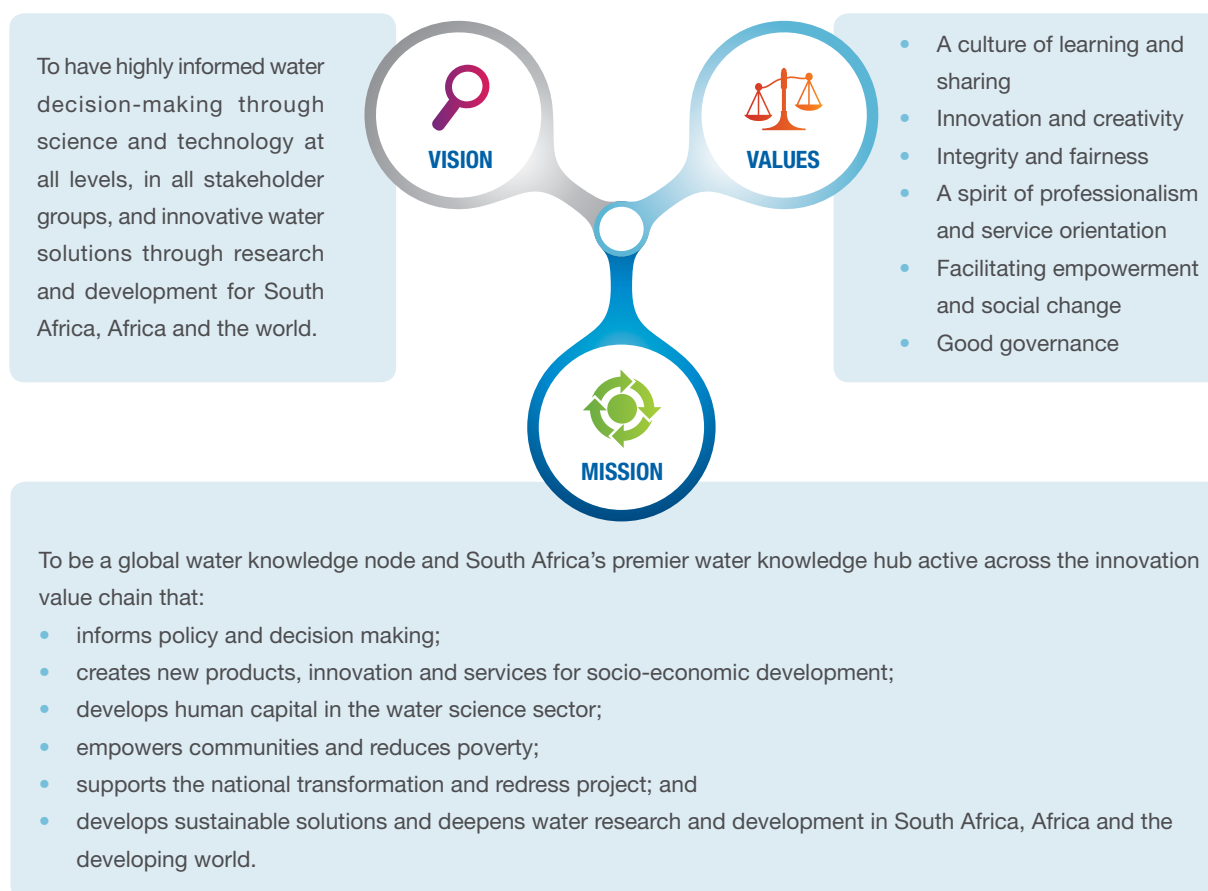 To have highly informed water
decision-making through
science and technology at
all levels, in all stakeholder
groups, and innovative water
solutions through research
and development for South
Africa, Africa and the world.
VISION
VALUES
• A culture of learning and
sharing
• Innovation and creativity
• Integrity and fairness
• A spirit of professionalism
and service orientation
• Facilitating empowerment
and social change
• Good governance
MISSION
To be a global water knowledge node and South Africa’s premier water knowledge hub active across the innovation
value chain that:
• informs policy and decision making;
• creates new products, innovation and services for socio-economic development;
• develops human capital in the water science sector;
• empowers communities and reduces poverty;
• supports the national transformation and redress project; and
• develops sustainable solutions and deepens water research and development in South Africa, Africa and the
developing world.